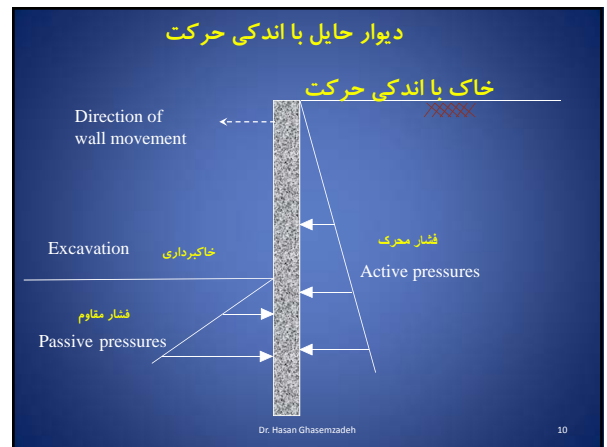 دیوار حایل با اندکی حرکت
خاک با اندکی حرکت
Direction of
wall movement
فشار محرک
Excavation
خاکبرداری
Active pressures
فشار مقاوم
Passive pressures
Dr. Hasan Ghasemzadeh
10